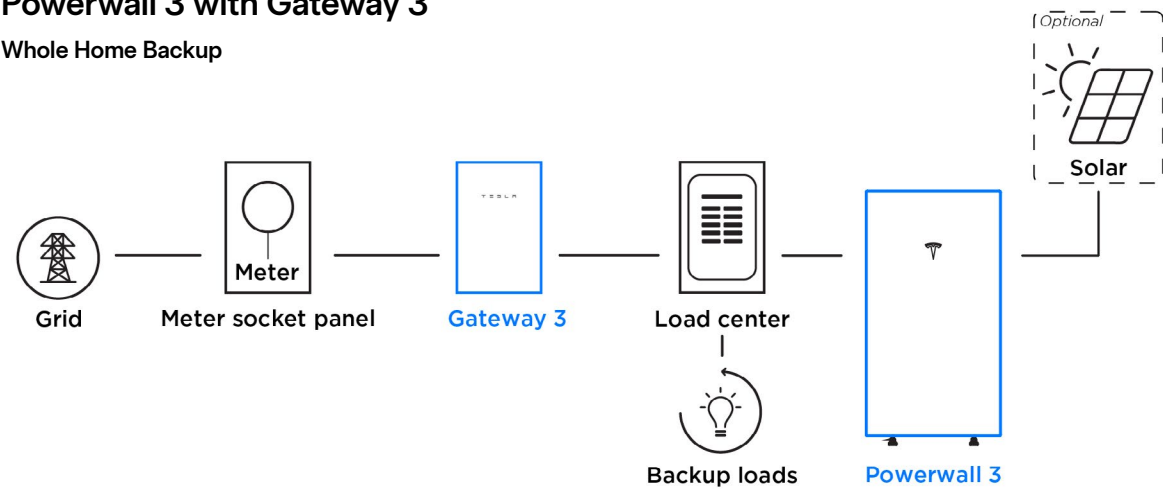 Powerwall 3 with Gateway 3
Whole Home Backup
Optional
Solar
TESLA
Meter
Grid
Meter socket panel
Gateway 3
Load center
Backup loads
Powerwall 3